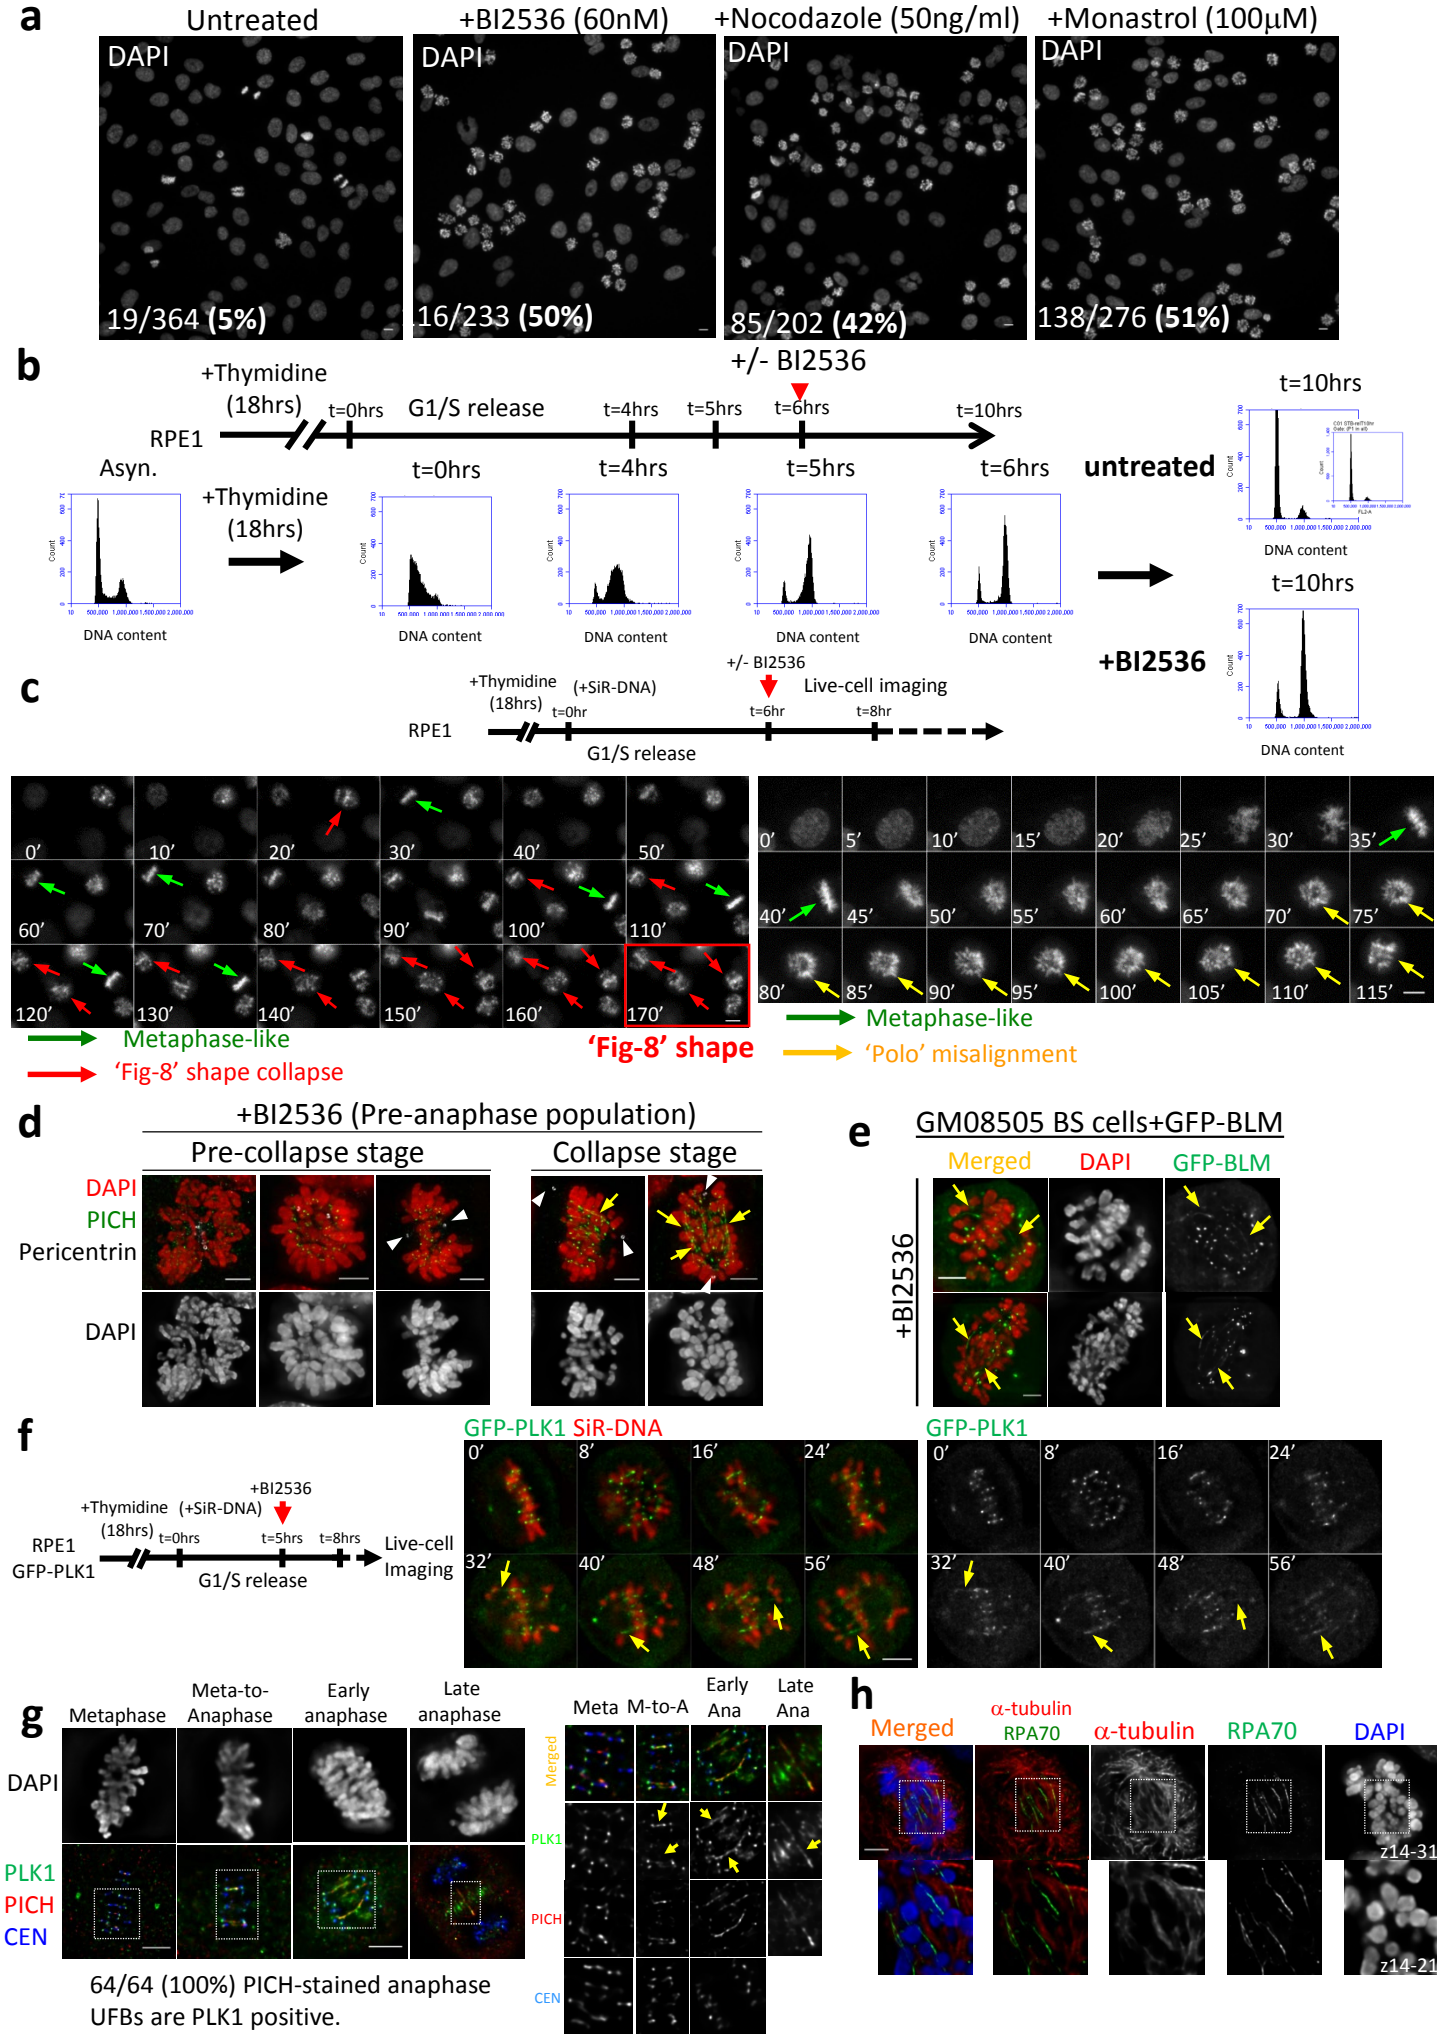 a
Untreated
+BI2536 (60nM)
+Nocodazole (50ng/ml)
+Monastrol (100μM)
DAPI
DAPI
DAPI
DAPI
19/364 (5%)
16/233 (50%)
85/202 (42%)
138/276 (51%)
b
+Thymidine
(18hrs)
RPE1
t=0hrs
G1/S release
t=4hrs
t=5hrs
+/- BI2536
t=6hrs
t=10hrs
Asyn.
+Thymidine
(18hrs)
t=0hrs
t=4hrs
t=5hrs
t=6hrs
untreated
t=10hrs
+BI2536
t=10hrs
Count
Count
Count
Count
Count
Count
DNA content
DNA content
DNA content
DNA content
DNA content
DNA content
DNA content
c
+Thymidine
(18hrs)
(+SiR-DNA)
t=0hr
RPE1
G1/S release
+/- BI2536
t=6hr
Live-cell imaging
t=8hr
0’ 10’ 20’ 30’ 40’ 50’
60’ 70’ 80’ 90’ 100’ 110’
120’ 130’ 140’ 150’ 160’ 170’
Metaphase-like
‘Fig-8’ shape collapse
‘Fig-8’ shape
0’ 5’ 10’ 15’ 20’ 25’ 30’ 35’
40’ 45’ 50’ 55’ 60’ 65’ 70’ 75’
80’ 85’ 90’ 95’ 100’ 105’ 110’ 115’
Metaphase-like
‘Polo’ misalignment
d
+BI2536 (Pre-anaphase population)
Pre-collapse stage
Collapse stage
DAPI
PICH
Pericentrin
DAPI
e
GM08505 BS cells+GFP-BLM
Merged
DAPI
GFP-BLM
+BI2536
f
RPE1
GFP-PLK1
+Thymidine
(18hrs)
(+SiR-DNA)
t=0hrs
G1/S release
+BI2536
t=5hrs
t=8hrs
Live-cell
Imaging
GFP-PLK1 SiR-DNA
0’ 8’ 16’ 24’
32’ 40’ 48’ 56’
GFP-PLK1
0’ 8’ 16’ 24’
32’ 40’ 48’ 56’
g
Metaphase
Meta-to-
Anaphase
Early
anaphase
Late
anaphase
DAPI
PLK1
PICH
CEN
64/64 (100%) PICH-stained anaphase
UFBs are PLK1 positive.
Meta
M-to-A
Early
Ana
Late
Ana
Merged
PLK1
PICH
CEN
h
Merged
α-tubulin
RPA70
α-tubulin
RPA70
DAPI
z14-31
z14-21